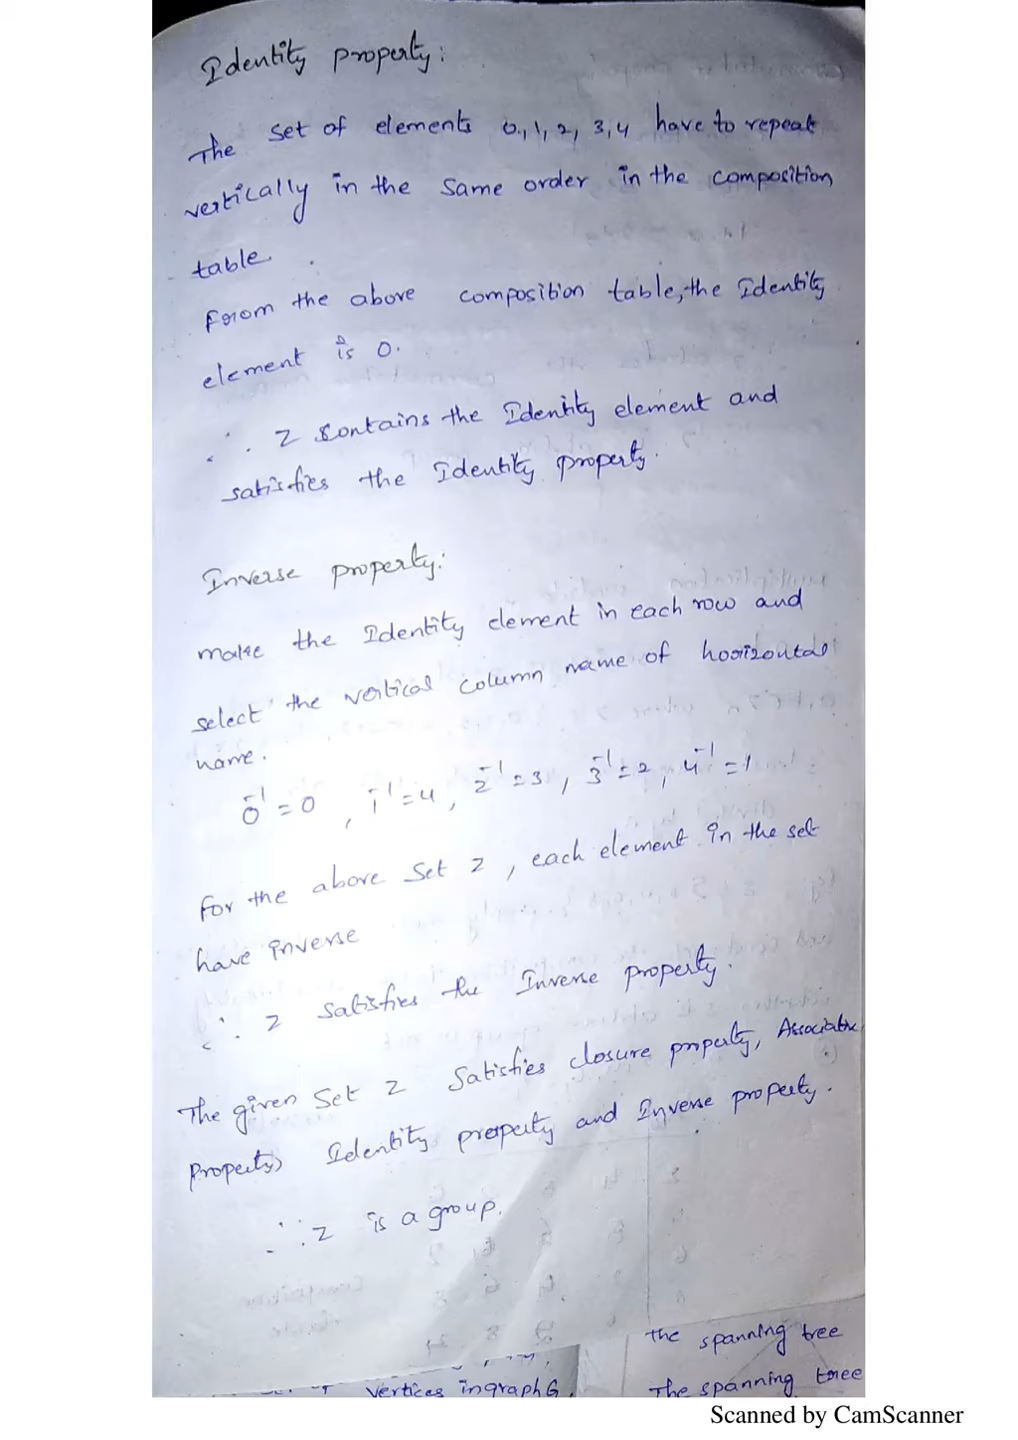 Identity property:
The set of elements 0, 1, 2, 3, 4 have to repeat
vertically in the same order in the composition
table.
From the above composition table, the Identity
element is 0.
∴ Z contains the Identity element and
satisfies the Identity property.
Inverse property:
make the Identity element in each row and
select the vertical column name of horizontal
name.
0⁻¹ = 0, 1⁻¹ = 4, 2⁻¹ = 3, 3⁻¹ = 2, 4⁻¹ = 1
For the above set Z, each element in the set
have inverse
∴ Z satisfies the Inverse property.
The given set Z satisfies closure property, Associative
Property, Identity property and Inverse property.
∴ Z is a group.
the spanning tree
vertices in graph G. The spanning tree
Scanned by CamScanner